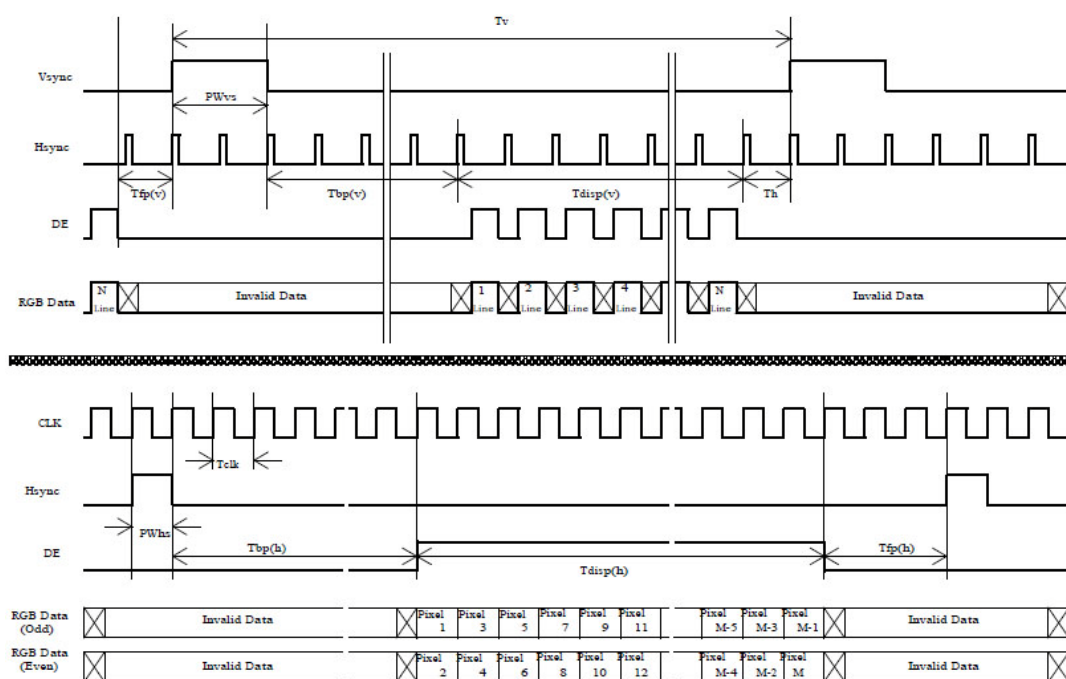 Tv
Vsync
PWvs
Hsync
Tfp(v) Tbp(v) Tdisp(v) Th
DE
RGB Data N Line Invalid Data 1 Line 2 Line 3 Line 4 Line N Line Invalid Data
CLK
Tclk
Hsync
PWhs
Tbp(h) Tfp(h)
DE
Tdisp(h)
RGB Data (Odd) Invalid Data Pixel 1 Pixel 3 Pixel 5 Pixel 7 Pixel 9 Pixel 11 Pixel M-5 Pixel M-3 Pixel M-1 Invalid Data
RGB Data (Even) Invalid Data Pixel 2 Pixel 4 Pixel 6 Pixel 8 Pixel 10 Pixel 12 Pixel M-4 Pixel M-2 Pixel M Invalid Data